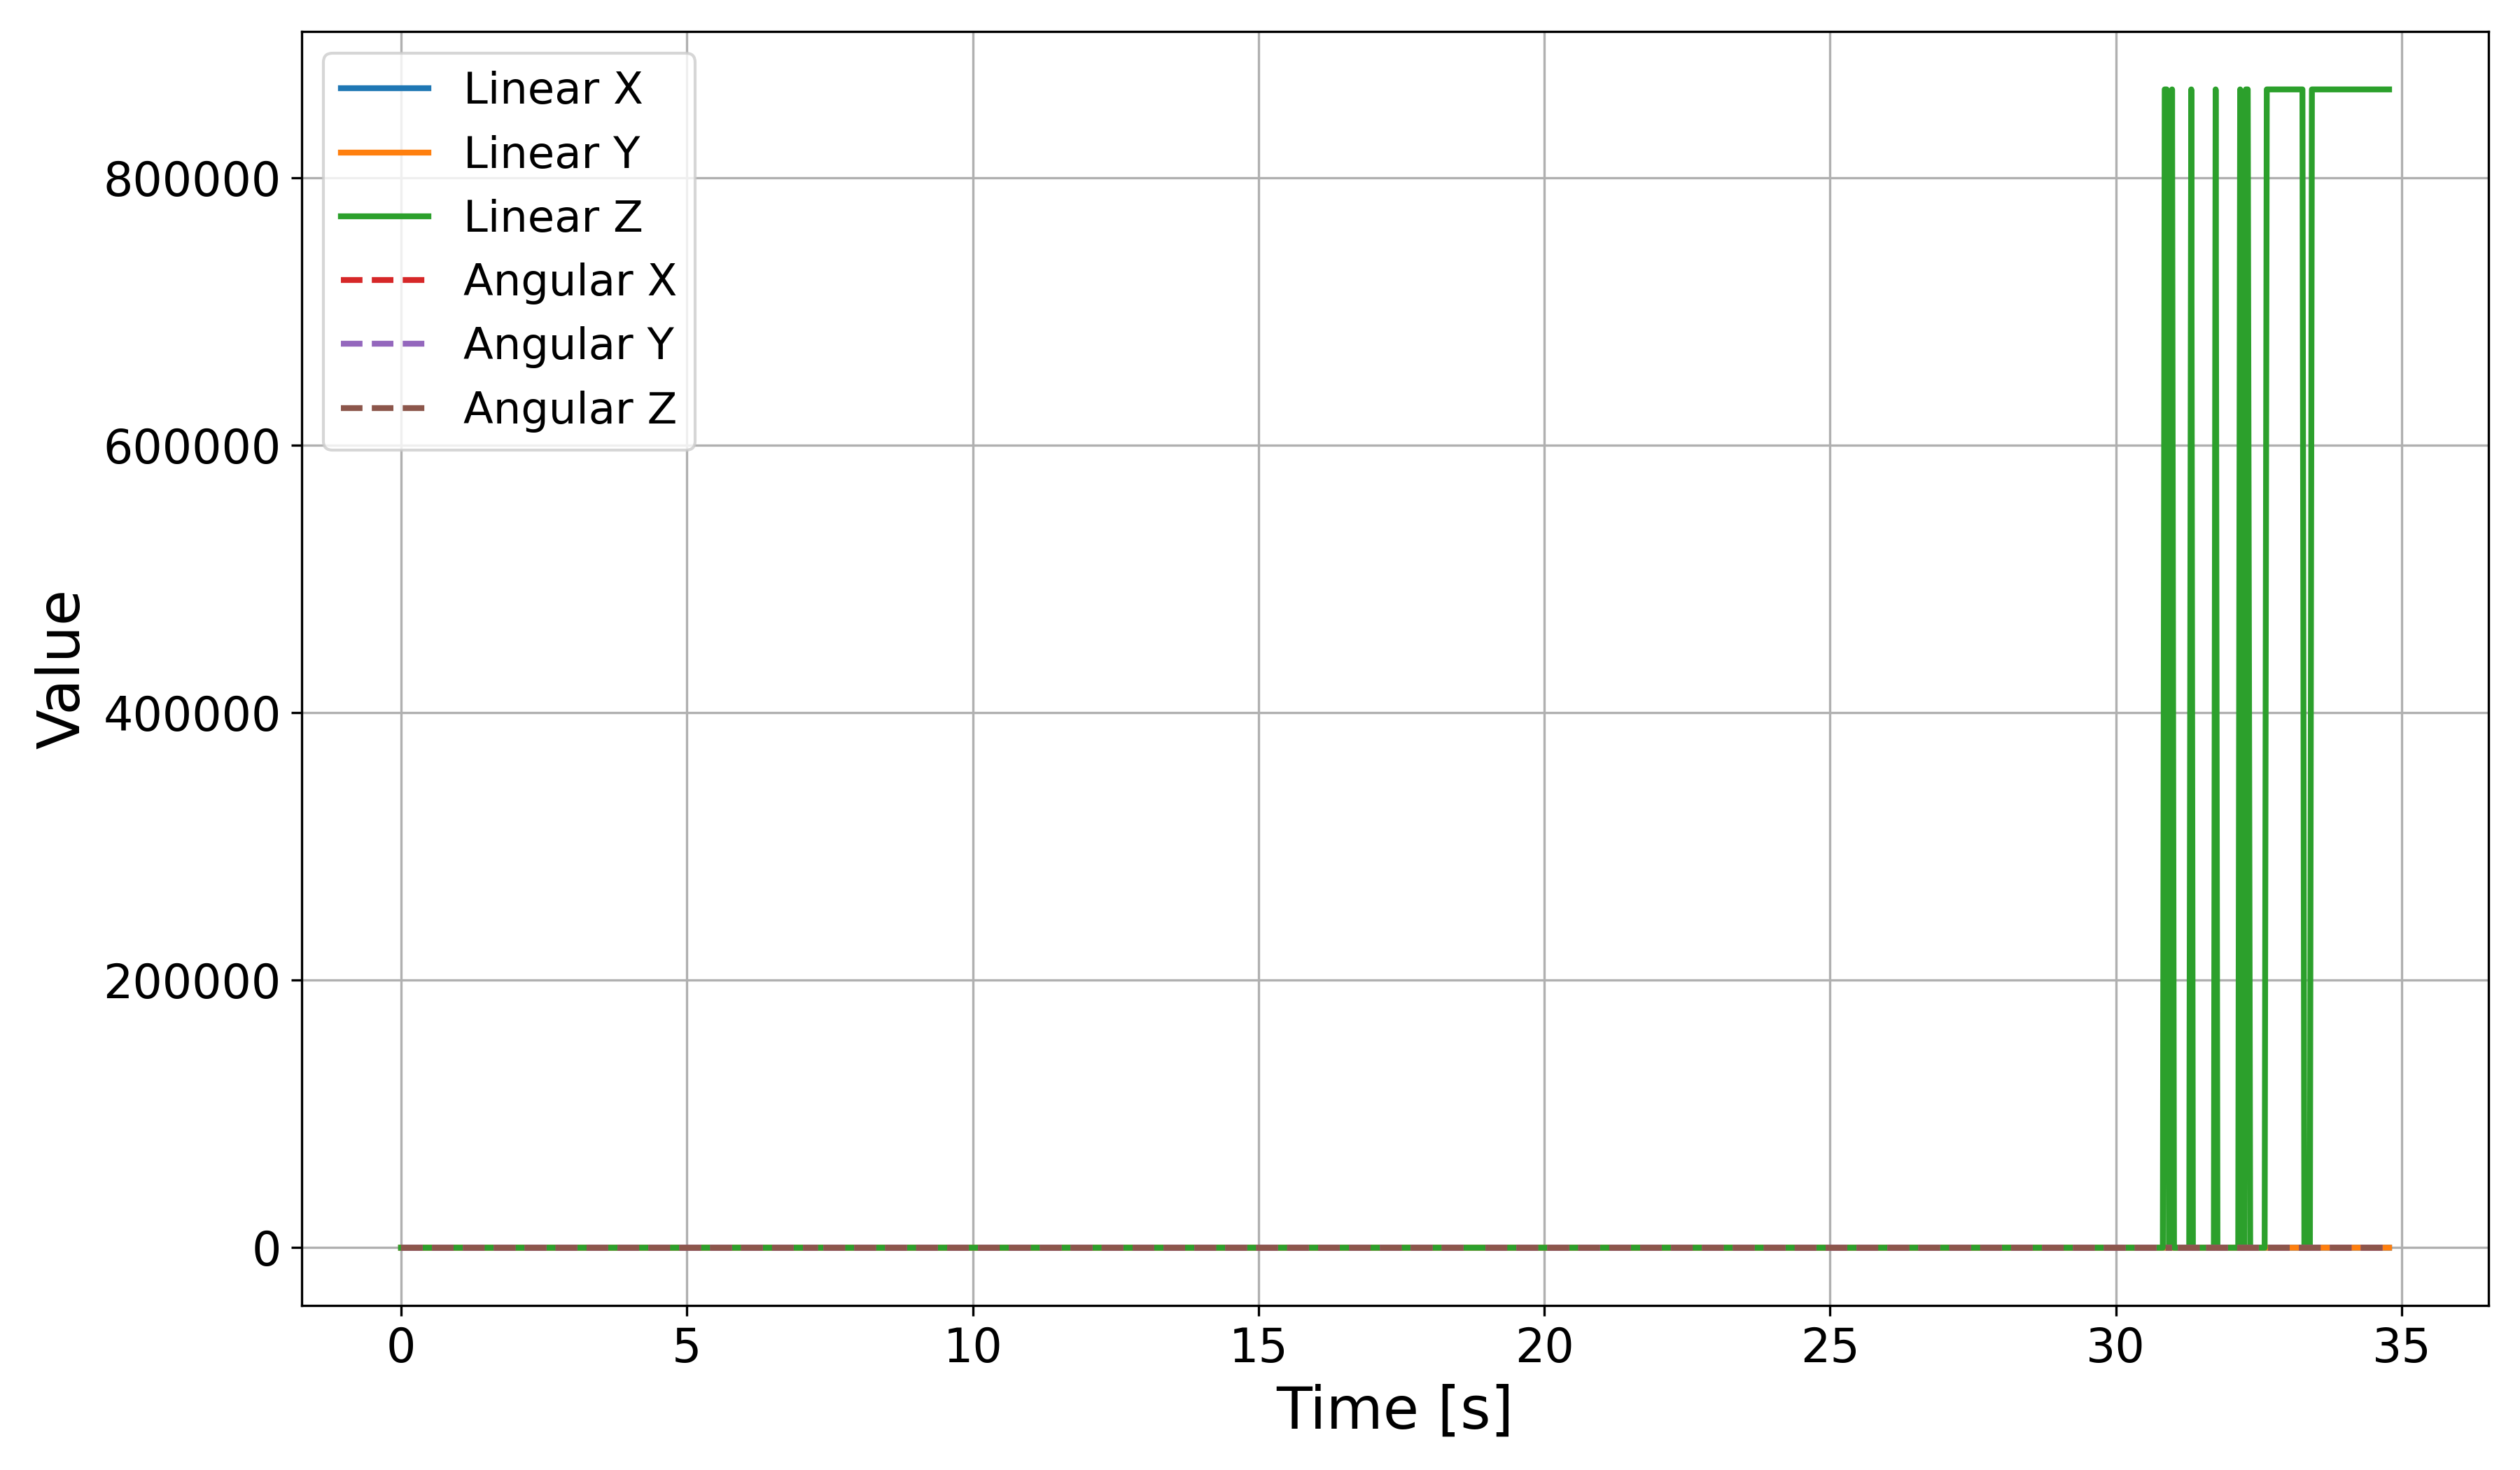 Linear X
Linear Y
Linear Z
Angular X
Angular Y
Angular Z
Value
800000
600000
400000
200000
0
0 5 10 15 20 25 30 35
Time [s]